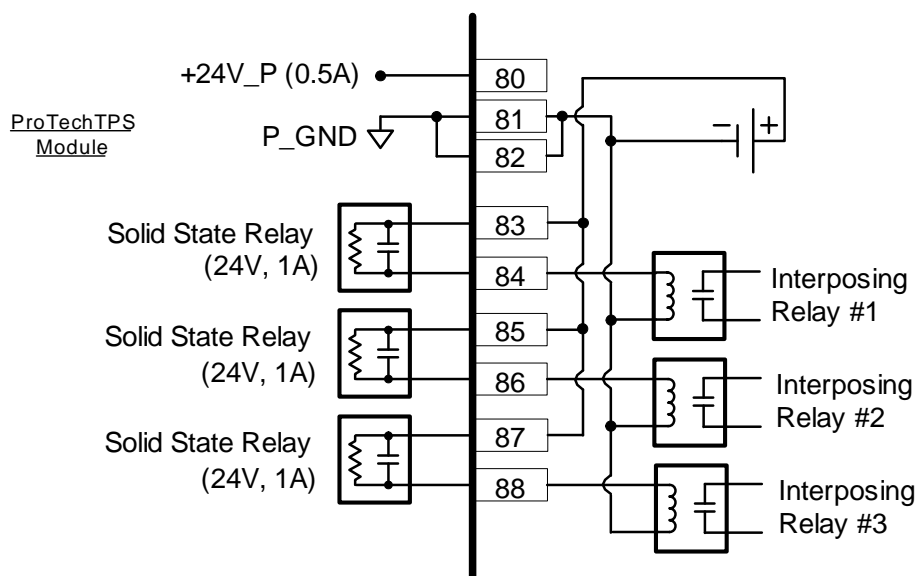 +24V_P (0.5A)
80
ProTechTPS
Module
P_GND
81
82
− +
Solid State Relay
(24V, 1A)
83
84
Interposing
Relay #1
Solid State Relay
(24V, 1A)
85
86
Interposing
Relay #2
Solid State Relay
(24V, 1A)
87
88
Interposing
Relay #3